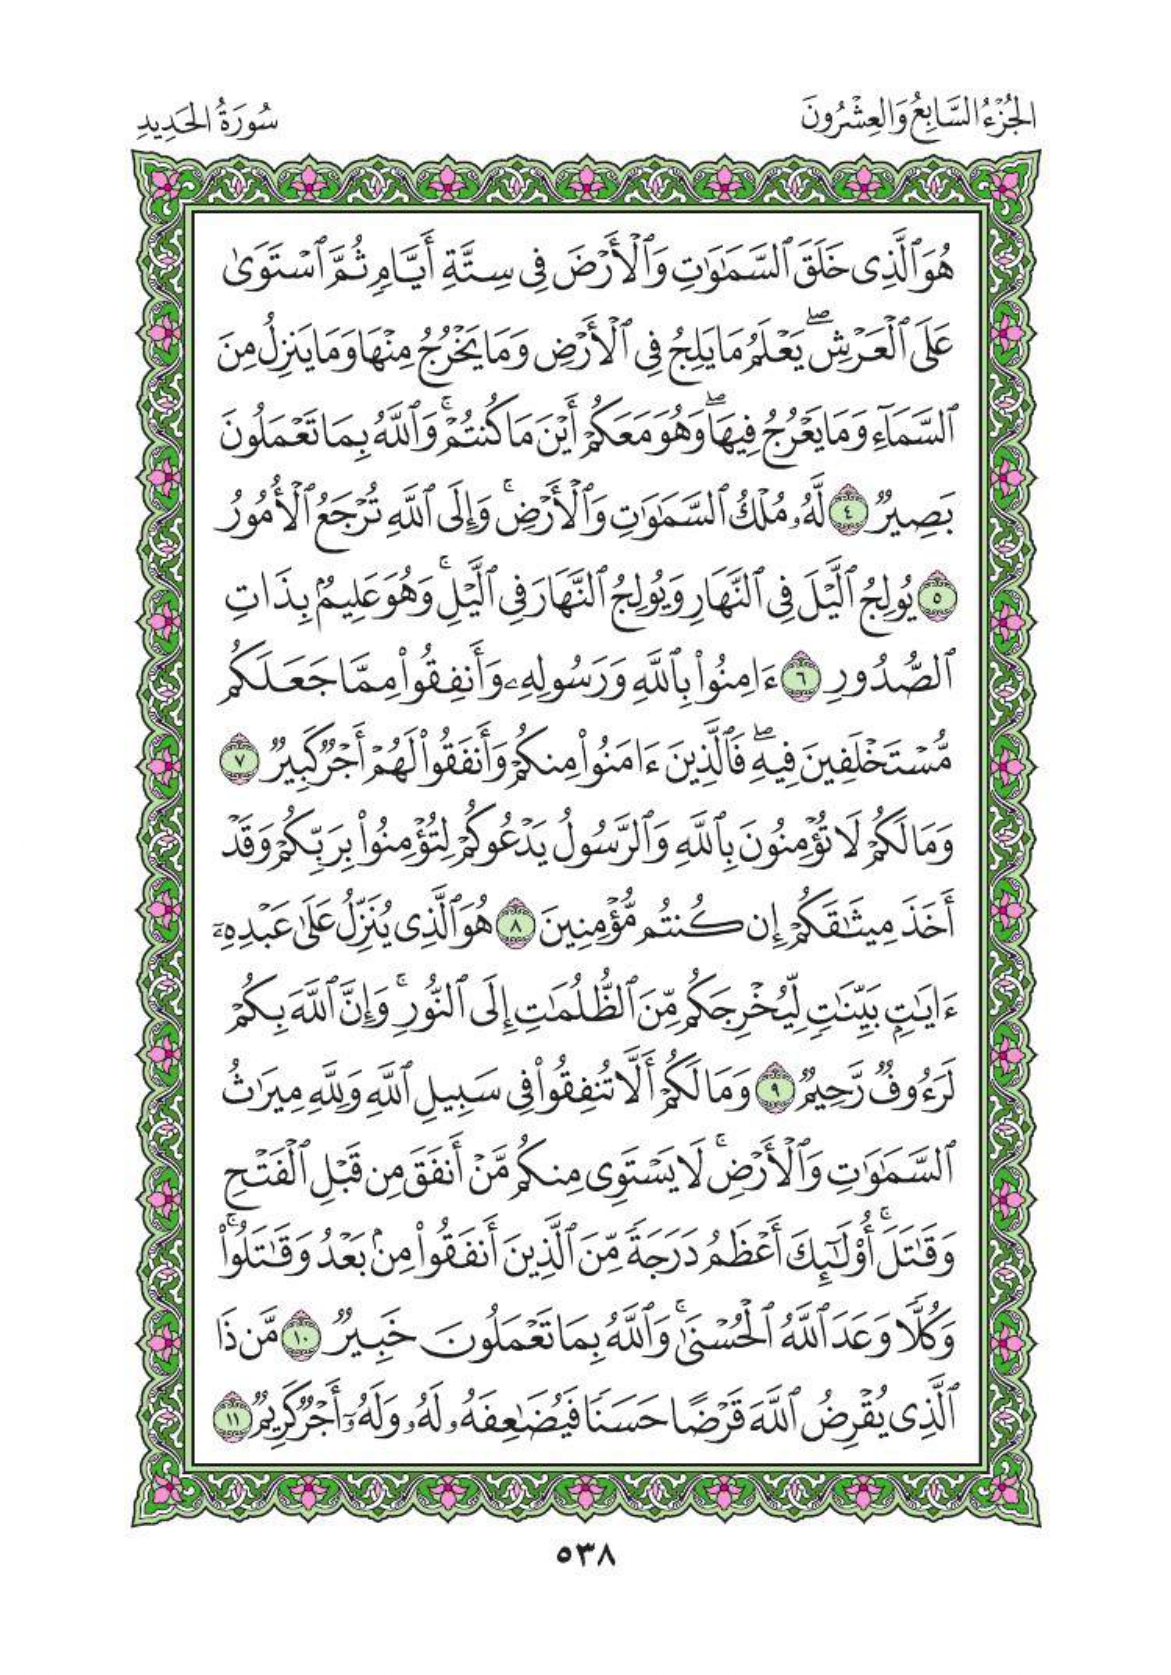 الجُزْءُ السَّابِعُ وَالعِشْرُونَ
سُورَةُ الحَدِيدِ
هُوَ ٱلَّذِى خَلَقَ ٱلسَّمَٰوَٰتِ وَٱلْأَرْضَ فِى سِتَّةِ أَيَّامٍ ثُمَّ ٱسْتَوَىٰ
عَلَى ٱلْعَرْشِ ۖ يَعْلَمُ مَا يَلِجُ فِى ٱلْأَرْضِ وَمَا يَخْرُجُ مِنْهَا وَمَا يَنزِلُ مِنَ
ٱلسَّمَآءِ وَمَا يَعْرُجُ فِيهَا ۖ وَهُوَ مَعَكُمْ أَيْنَ مَا كُنتُمْ ۚ وَٱللَّهُ بِمَا تَعْمَلُونَ
بَصِيرٌ ٤ لَّهُۥ مُلْكُ ٱلسَّمَٰوَٰتِ وَٱلْأَرْضِ ۚ وَإِلَى ٱللَّهِ تُرْجَعُ ٱلْأُمُورُ
٥ يُولِجُ ٱلَّيْلَ فِى ٱلنَّهَارِ وَيُولِجُ ٱلنَّهَارَ فِى ٱلَّيْلِ ۚ وَهُوَ عَلِيمٌۢ بِذَاتِ
ٱلصُّدُورِ ٦ ءَامِنُوا۟ بِٱللَّهِ وَرَسُولِهِۦ وَأَنفِقُوا۟ مِمَّا جَعَلَكُم
مُّسْتَخْلَفِينَ فِيهِ ۖ فَٱلَّذِينَ ءَامَنُوا۟ مِنكُمْ وَأَنفَقُوا۟ لَهُمْ أَجْرٌ كَبِيرٌ ٧
وَمَا لَكُمْ لَا تُؤْمِنُونَ بِٱللَّهِ وَٱلرَّسُولُ يَدْعُوكُمْ لِتُؤْمِنُوا۟ بِرَبِّكُمْ وَقَدْ
أَخَذَ مِيثَٰقَكُمْ إِن كُنتُم مُّؤْمِنِينَ ٨ هُوَ ٱلَّذِى يُنَزِّلُ عَلَىٰ عَبْدِهِۦٓ
ءَايَٰتٍۭ بَيِّنَٰتٍ لِّيُخْرِجَكُم مِّنَ ٱلظُّلُمَٰتِ إِلَى ٱلنُّورِ ۚ وَإِنَّ ٱللَّهَ بِكُمْ
لَرَءُوفٌ رَّحِيمٌ ٩ وَمَا لَكُمْ أَلَّا تُنفِقُوا۟ فِى سَبِيلِ ٱللَّهِ وَلِلَّهِ مِيرَٰثُ
ٱلسَّمَٰوَٰتِ وَٱلْأَرْضِ ۚ لَا يَسْتَوِى مِنكُم مَّنْ أَنفَقَ مِن قَبْلِ ٱلْفَتْحِ
وَقَٰتَلَ ۚ أُو۟لَٰٓئِكَ أَعْظَمُ دَرَجَةً مِّنَ ٱلَّذِينَ أَنفَقُوا۟ مِنۢ بَعْدُ وَقَٰتَلُوا۟ ۚ
وَكُلًّا وَعَدَ ٱللَّهُ ٱلْحُسْنَىٰ ۚ وَٱللَّهُ بِمَا تَعْمَلُونَ خَبِيرٌ ١٠ مَّن ذَا
ٱلَّذِى يُقْرِضُ ٱللَّهَ قَرْضًا حَسَنًا فَيُضَٰعِفَهُۥ لَهُۥ وَلَهُۥٓ أَجْرٌ كَرِيمٌ ١١
٥٣٨